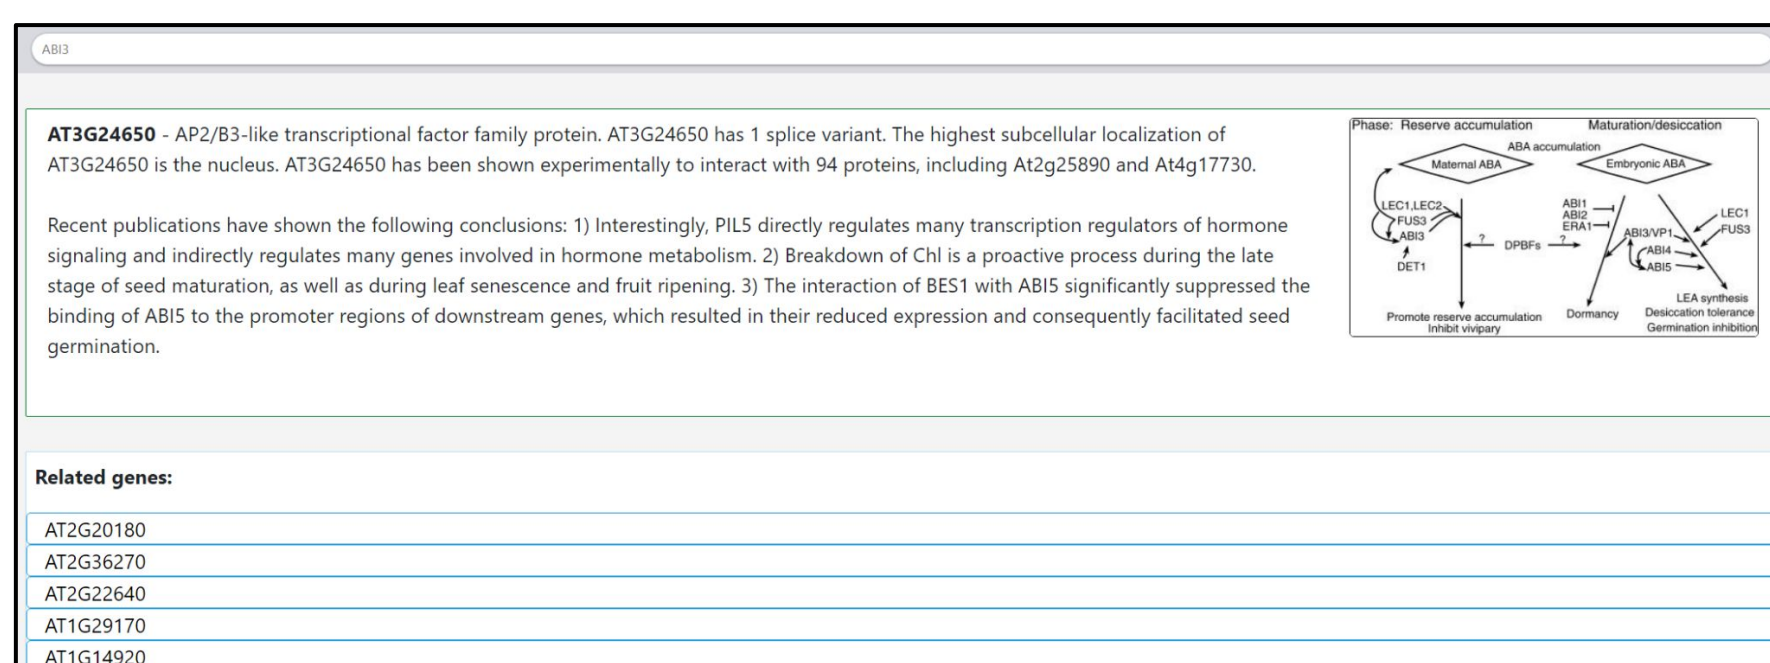 ABI3
AT3G24650 - AP2/B3-like transcriptional factor family protein. AT3G24650 has 1 splice variant. The highest subcellular localization of
AT3G24650 is the nucleus. AT3G24650 has been shown experimentally to interact with 94 proteins, including At2g25890 and At4g17730.
Recent publications have shown the following conclusions: 1) Interestingly, PIL5 directly regulates many transcription regulators of hormone
signaling and indirectly regulates many genes involved in hormone metabolism. 2) Breakdown of Chl is a proactive process during the late
stage of seed maturation, as well as during leaf senescence and fruit ripening. 3) The interaction of BES1 with ABI5 significantly suppressed the
binding of ABI5 to the promoter regions of downstream genes, which resulted in their reduced expression and consequently facilitated seed
germination.
Phase: Reserve accumulation Maturation/desiccation
ABA accumulation
Maternal ABA Embryonic ABA
LEC1,LEC2
FUS3
ABI3
DET1
? DPBFs ?
ABI1
ABI2
ERA1
ABI3/VP1
ABI4
ABI5
LEC1
FUS3
Promote reserve accumulation
Inhibit vivipary
Dormancy
LEA synthesis
Desiccation tolerance
Germination inhibition
Related genes:
AT2G20180
AT2G36270
AT2G22640
AT1G29170
AT1G14920